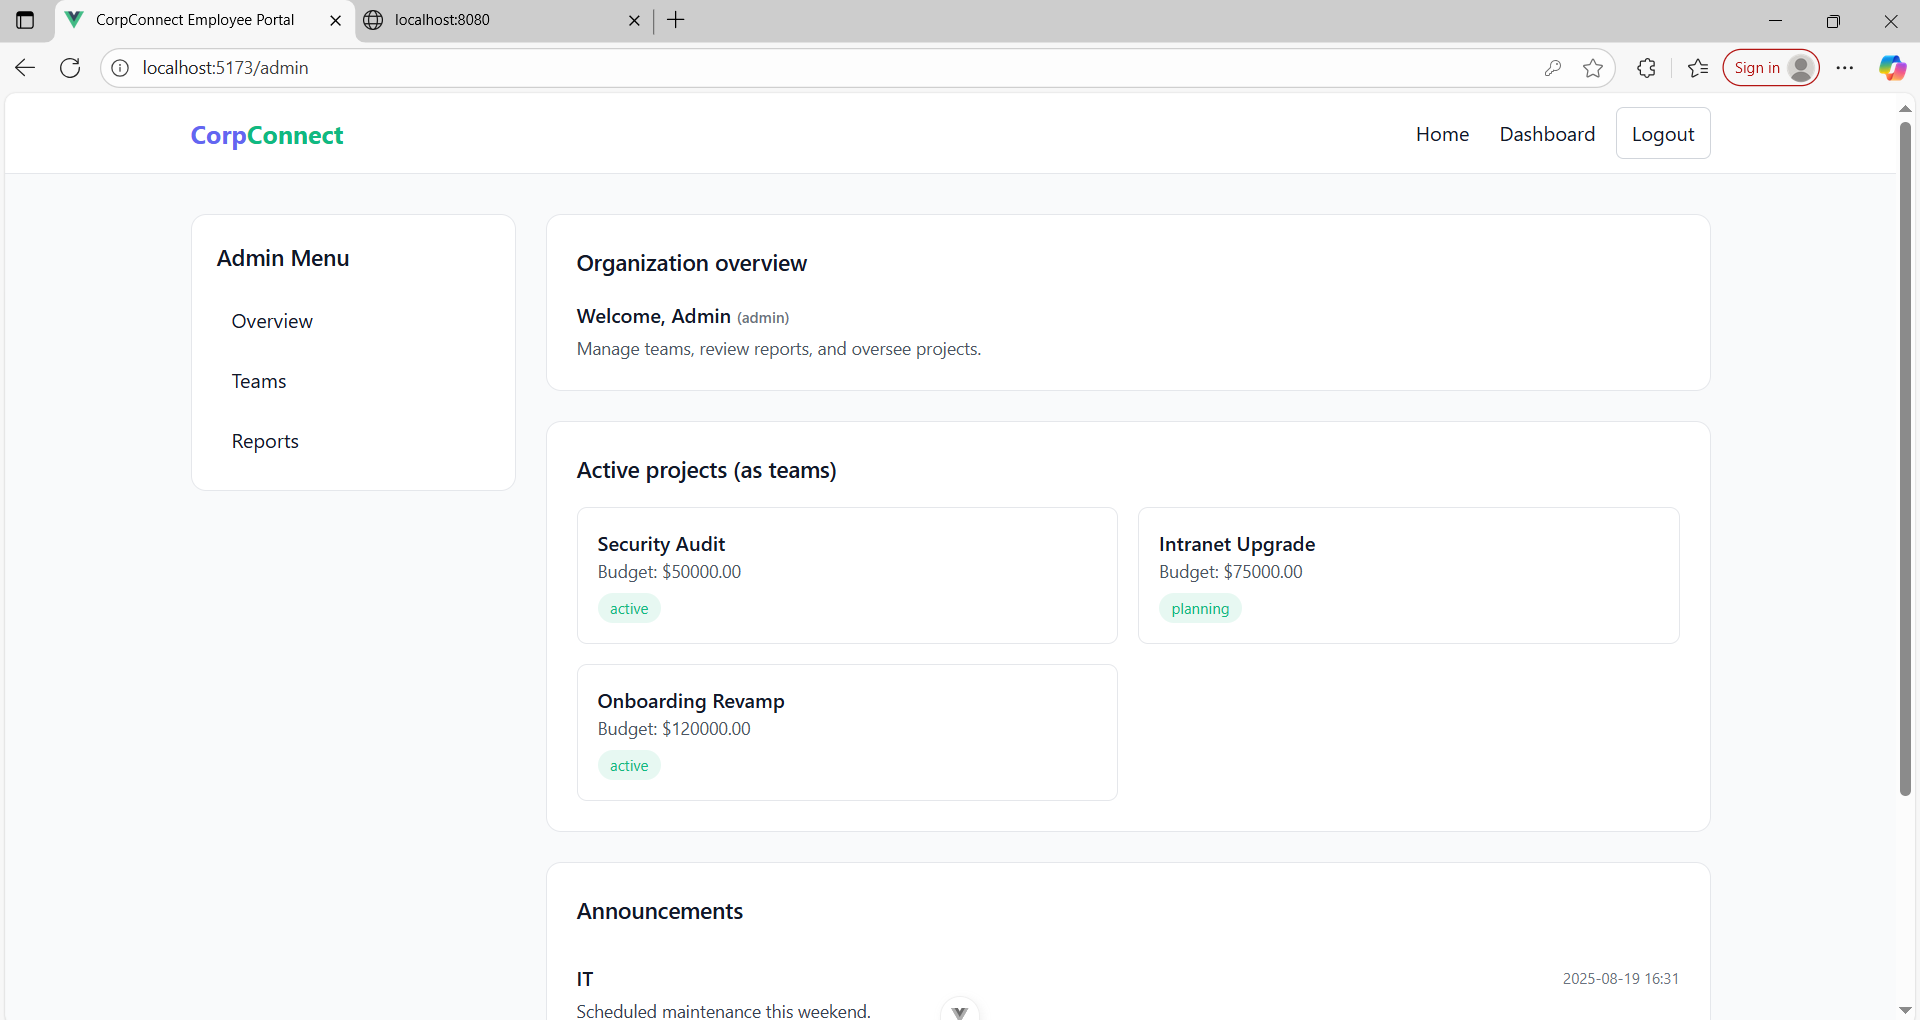 CorpConnect Employee Portal
localhost:8080
localhost:5173/admin
Sign in
CorpConnect
Home
Dashboard
Logout
Admin Menu
Overview
Teams
Reports
Organization overview
Welcome, Admin (admin)
Manage teams, review reports, and oversee projects.
Active projects (as teams)
Security Audit
Budget: $50000.00
active
Intranet Upgrade
Budget: $75000.00
planning
Onboarding Revamp
Budget: $120000.00
active
Announcements
IT
2025-08-19 16:31
Scheduled maintenance this weekend.